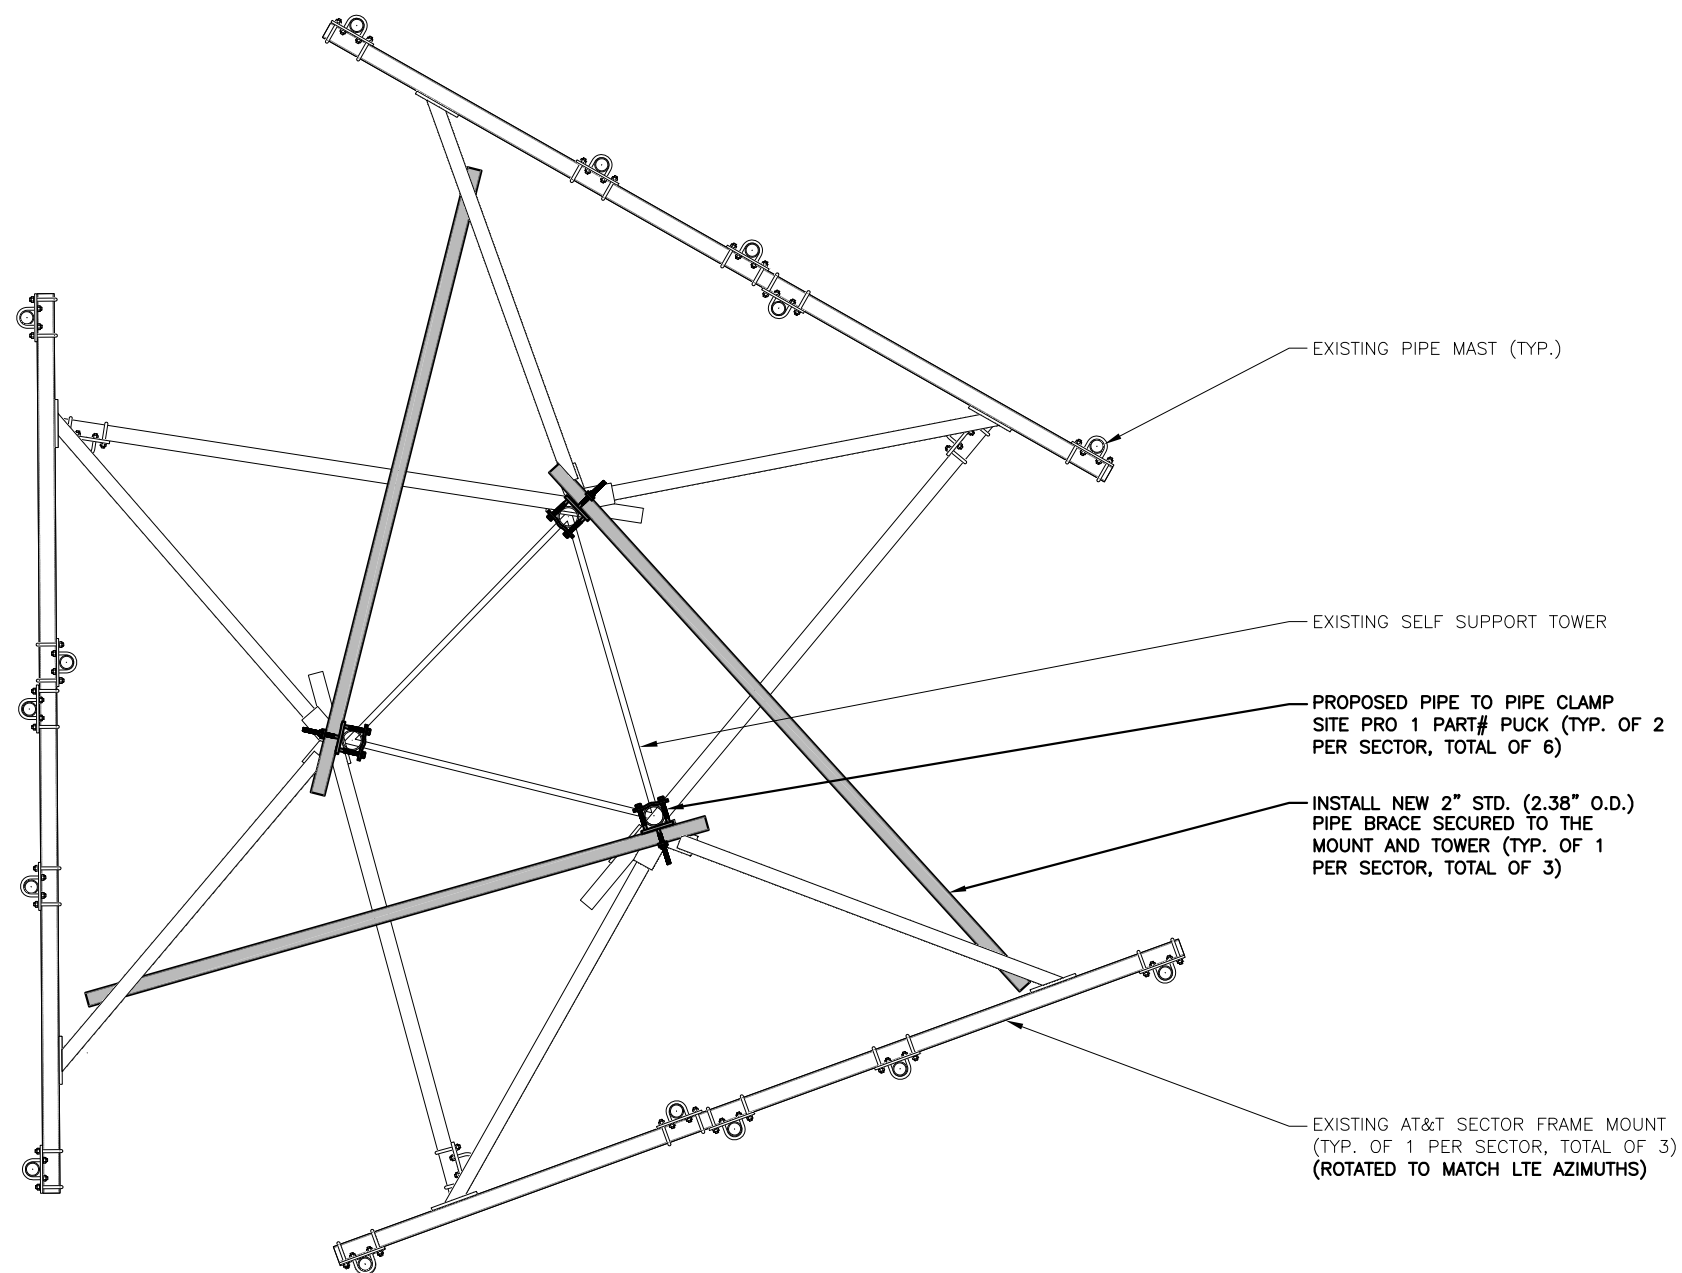 EXISTING PIPE MAST (TYP.)
EXISTING SELF SUPPORT TOWER
PROPOSED PIPE TO PIPE CLAMP
SITE PRO 1 PART# PUCK (TYP. OF 2
PER SECTOR, TOTAL OF 6)
INSTALL NEW 2” STD. (2.38” O.D.)
PIPE BRACE SECURED TO THE
MOUNT AND TOWER (TYP. OF 1
PER SECTOR, TOTAL OF 3)
EXISTING AT&T SECTOR FRAME MOUNT
(TYP. OF 1 PER SECTOR, TOTAL OF 3)
(ROTATED TO MATCH LTE AZIMUTHS)